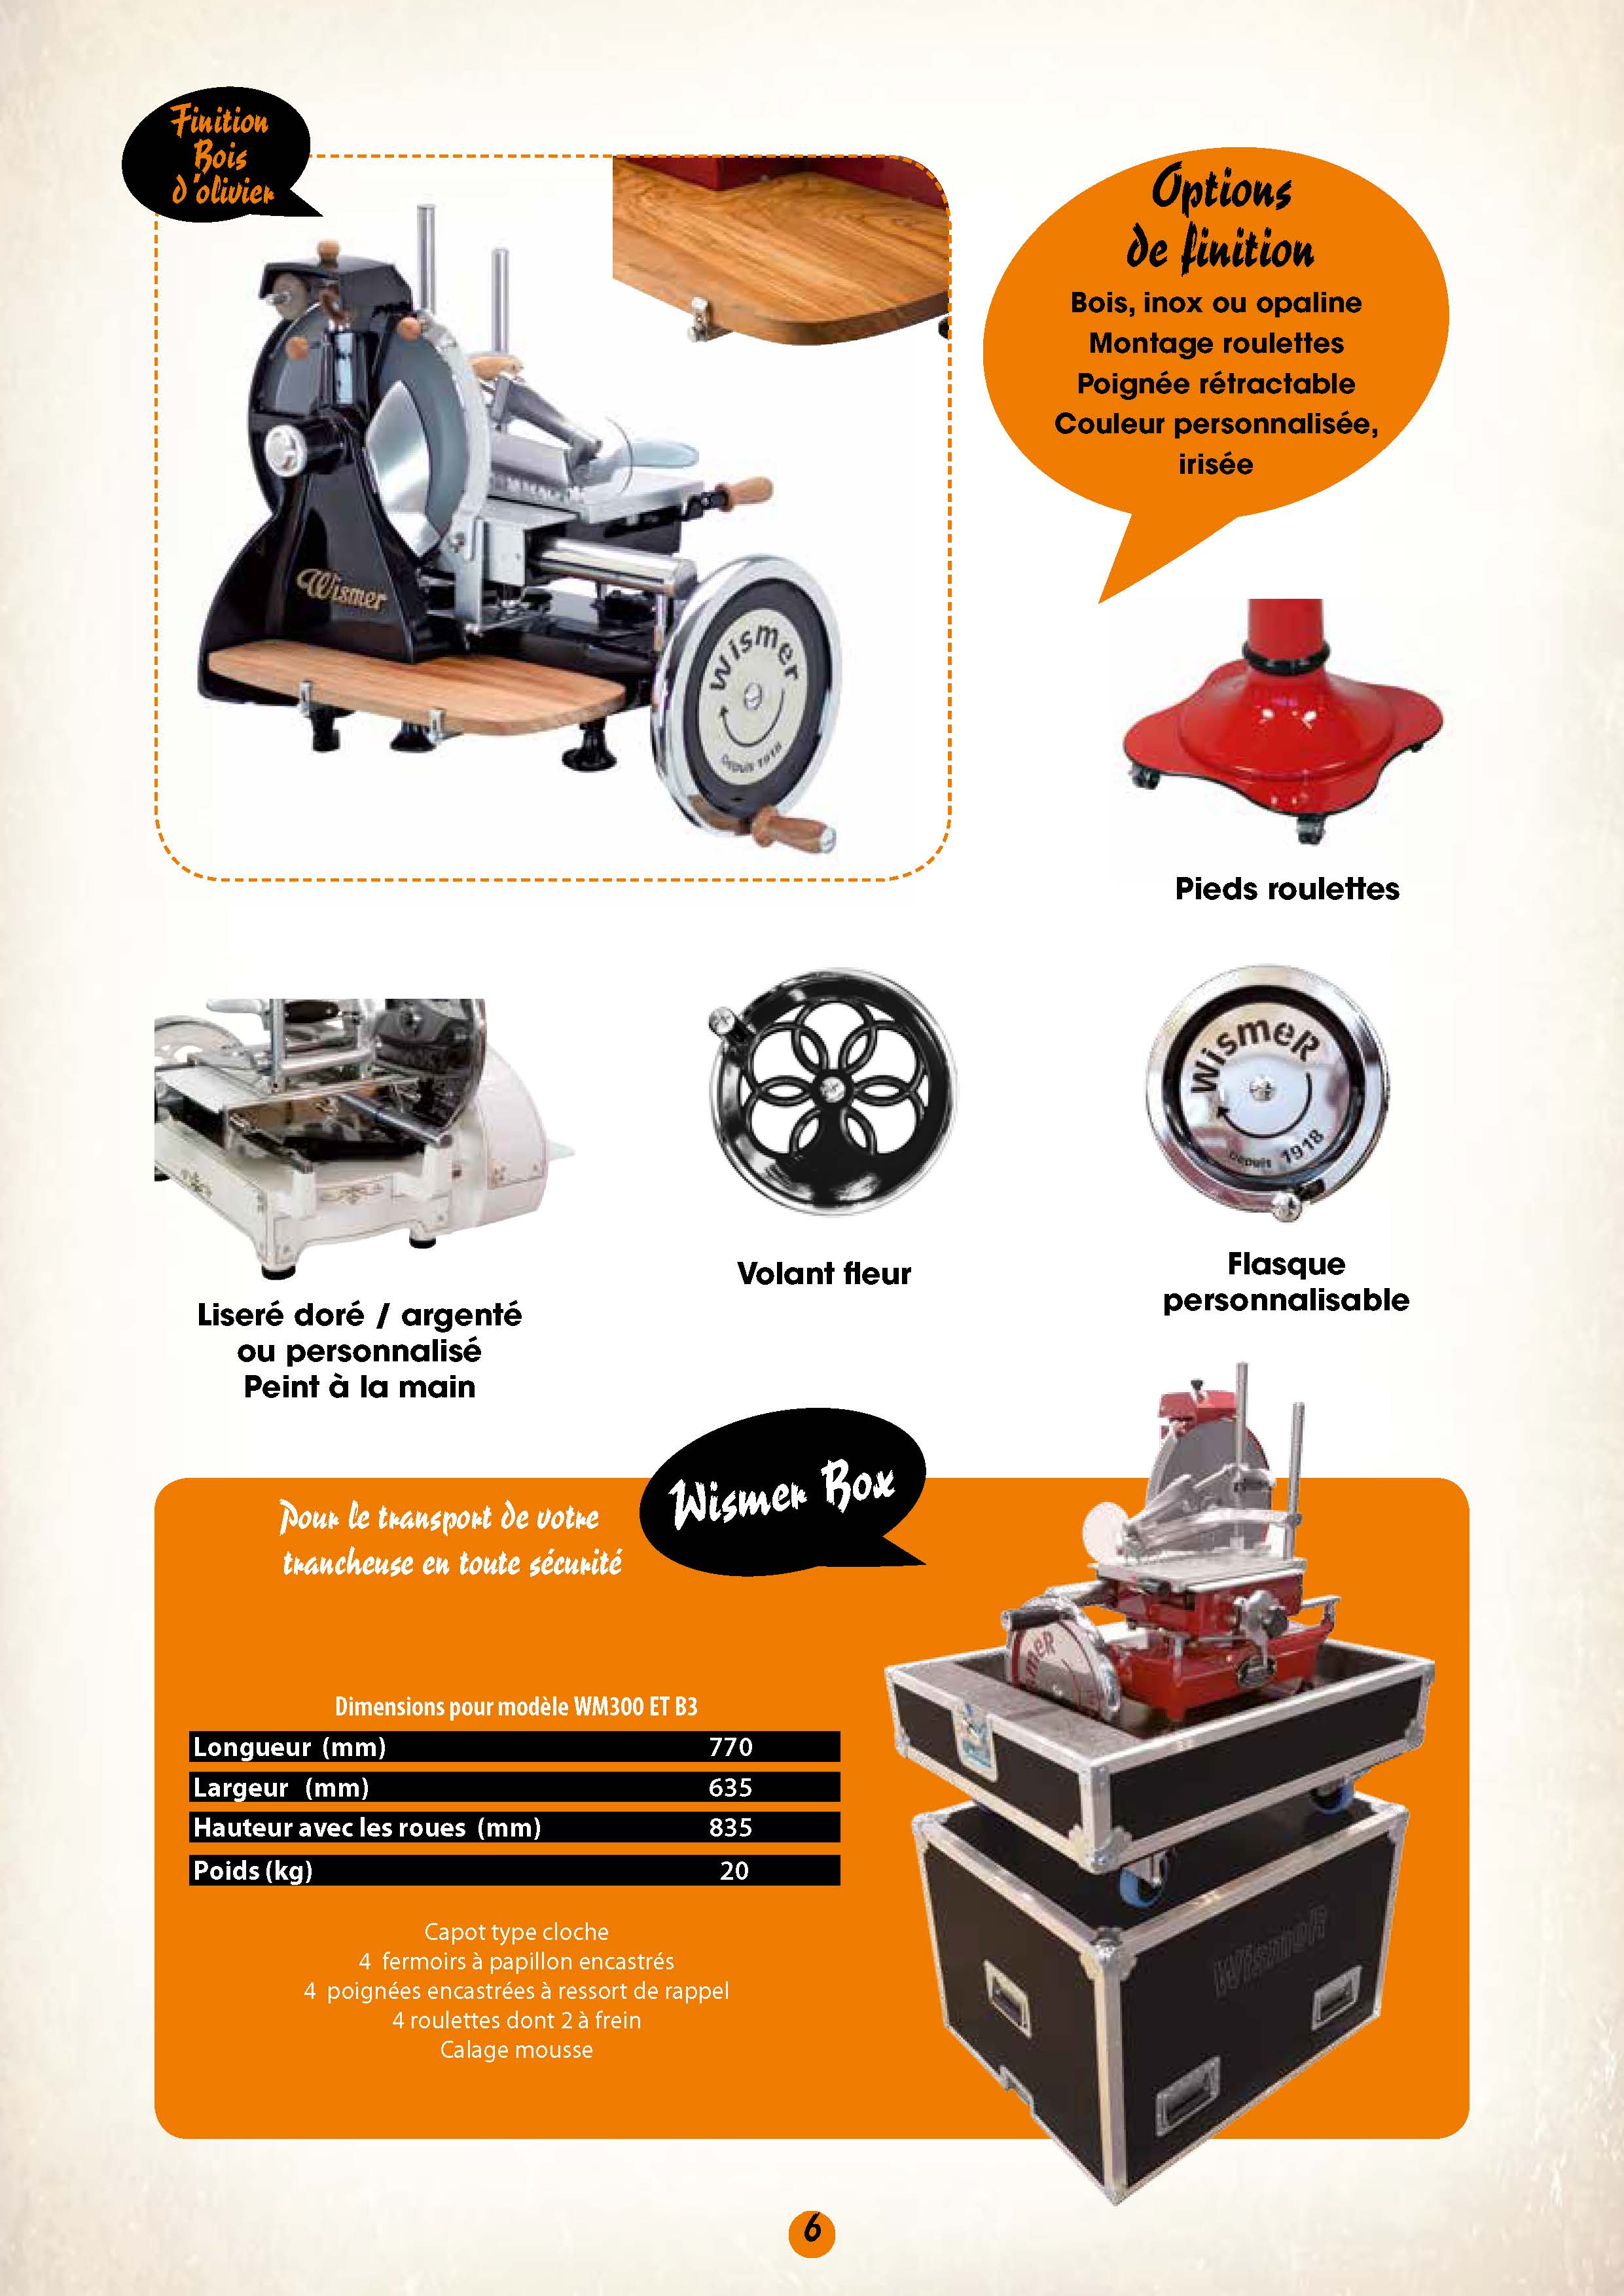 Finition
Bois
d'olivier
Options
de finition
Bois, inox ou opaline
Montage roulettes
Poignée rétractable
Couleur personnalisée,
irisée
Wismer
Wismer
Depuis 1918
Pieds roulettes
WismeR
Depuis 1918
Volant fleur
Flasque
personnalisable
Liseré doré / argenté
ou personnalisé
Peint à la main
Wismer Box
Pour le transport de votre
trancheuse en toute sécurité
Dimensions pour modèle WM300 ET B3
Longueur (mm) 770
Largeur (mm) 635
Hauteur avec les roues (mm) 835
Poids (kg) 20
Capot type cloche
4 fermoirs à papillon encastrés
4 poignées encastrées à ressort de rappel
4 roulettes dont 2 à frein
Calage mousse
WismeR
6